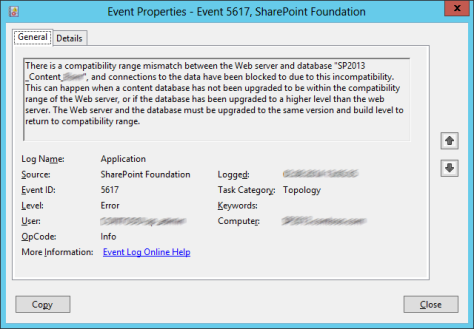 Event Properties - Event 5617, SharePoint Foundation
General Details
There is a compatibility range mismatch between the Web server and database "SP2013
_Content_", and connections to the data have been blocked to due to this incompatibility.
This can happen when a content database has not been upgraded to be within the compatibility
range of the Web server, or if the database has been upgraded to a higher level than the web
server. The Web server and the database must be upgraded to the same version and build level to
return to compatibility range.
Log Name: Application
Source: SharePoint Foundation Logged:
Event ID: 5617 Task Category: Topology
Level: Error Keywords:
User: Computer:
OpCode: Info
More Information: Event Log Online Help
Copy Close